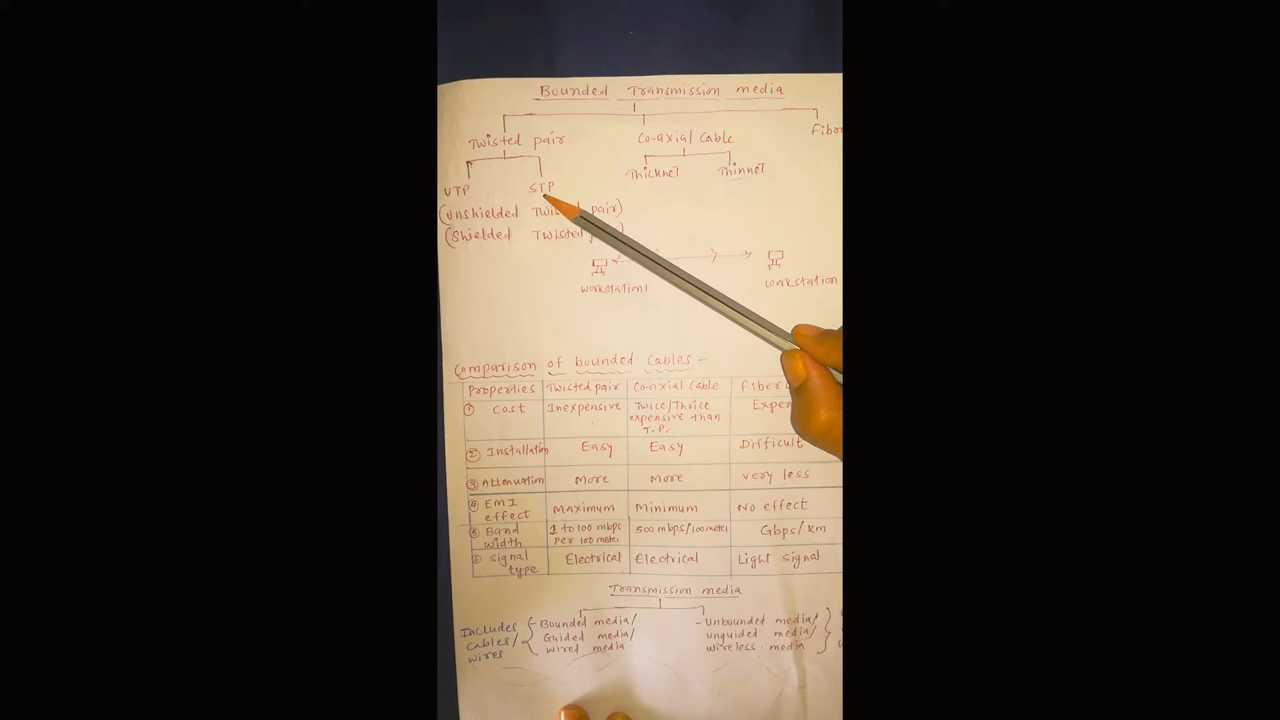 Bounded Transmission media
Twisted pair Co-axial Cable
Thicknet Thinnet
UTP STP
(Unshielded Twisted pair)
(Shielded Twisted
workstation1 workstation
Comparison of bounded Cables -
Properties Twisted pair Co-axial Cable
① Cost Inexpensive Twice/Thrice expensive than T.P.
② Installation Easy Easy Difficult
③ Attenuation More More very less
④ EMI effect Maximum Minimum No effect
⑤ Band width 1 to 100 mbps per 100 meter 500 mbps/100meter Gbps/Km
⑥ Signal type Electrical Electrical Light Signal
Transmission media
Includes cables/ wires
- Bounded media/
Guided media/
wired media
- Unbounded media/
unguided media/
wireless media